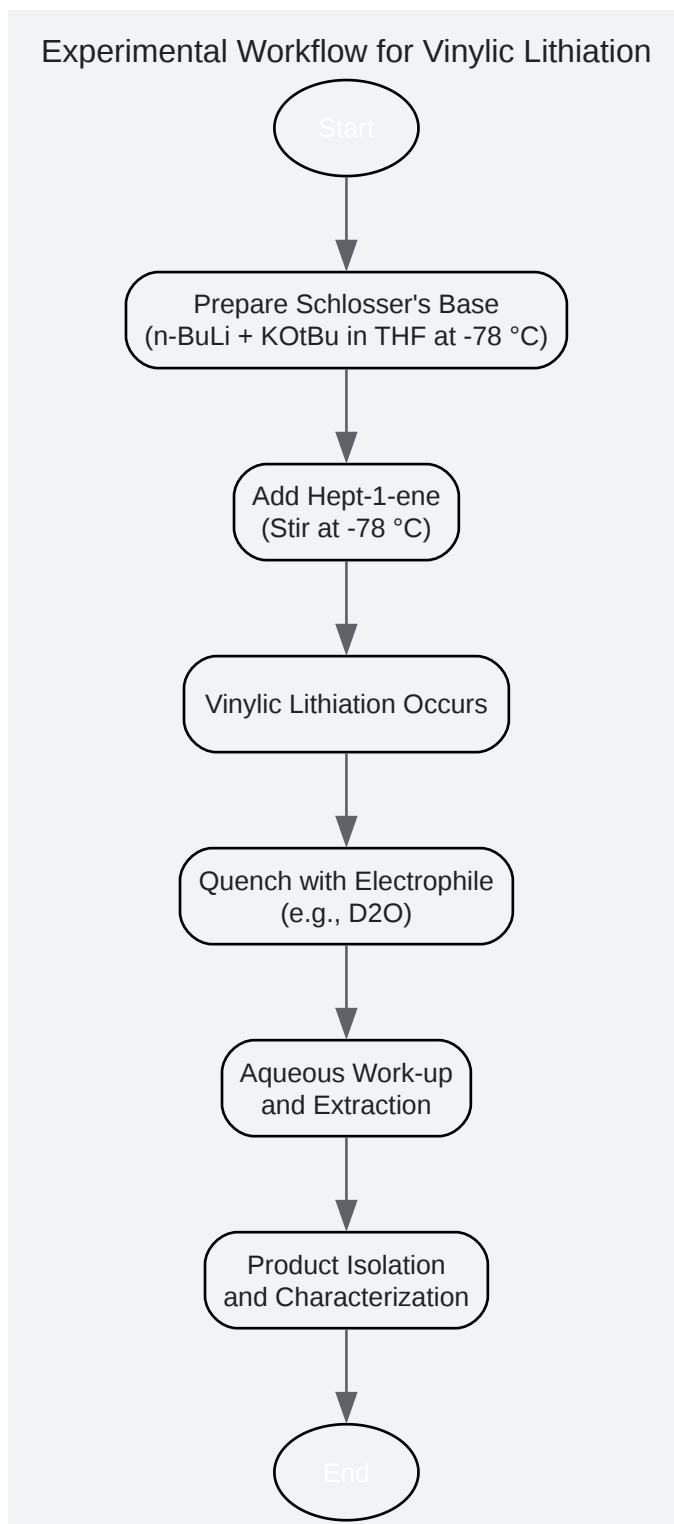 Experimental Workflow for Vinylic Lithiation
Start
Prepare Schlosser's Base
(n-BuLi + KOtBu in THF at -78 °C)
Add Hept-1-ene
(Stir at -78 °C)
Vinylic Lithiation Occurs
Quench with Electrophile
(e.g., D2O)
Aqueous Work-up
and Extraction
Product Isolation
and Characterization
End